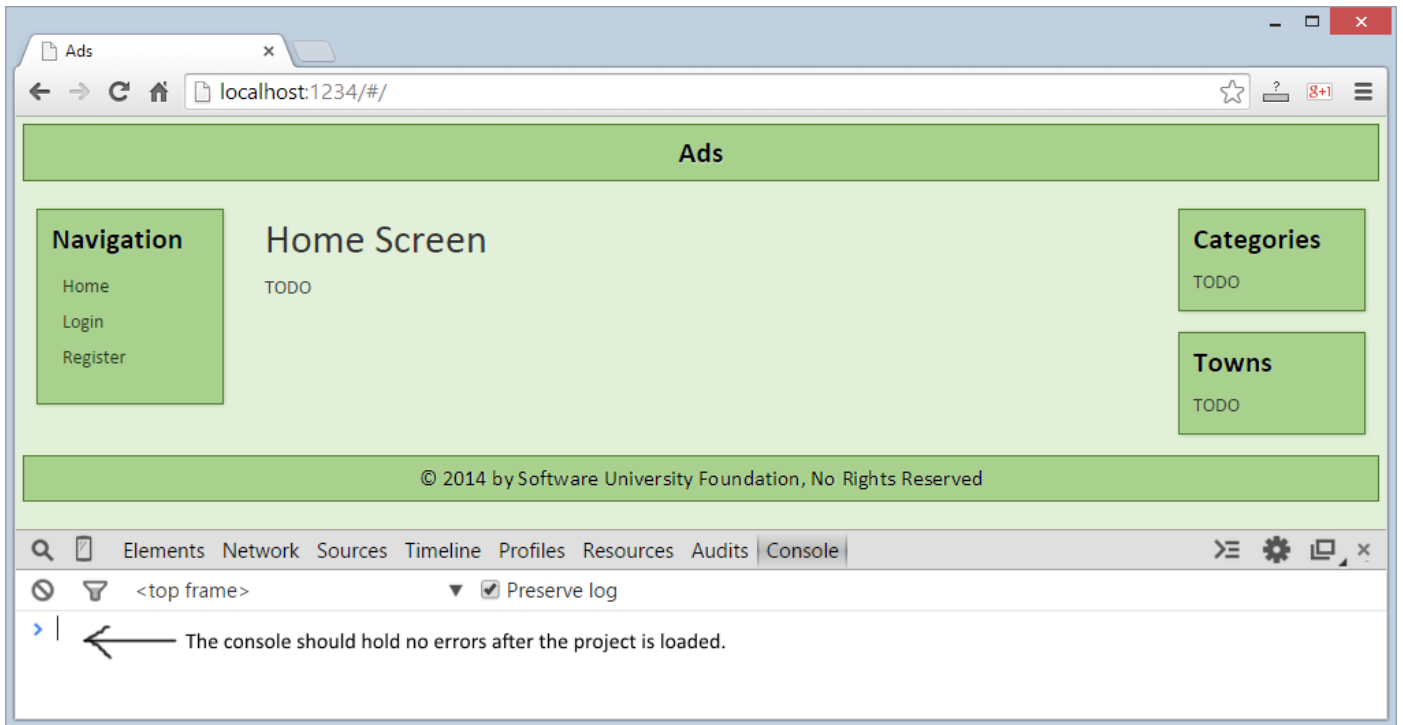 Ads
localhost:1234/#/
?
g+1
Ads
Navigation
Home
Login
Register
Home Screen
TODO
Categories
TODO
Towns
TODO
© 2014 by Software University Foundation, No Rights Reserved
Elements Network Sources Timeline Profiles Resources Audits Console
<top frame> Preserve log
The console should hold no errors after the project is loaded.